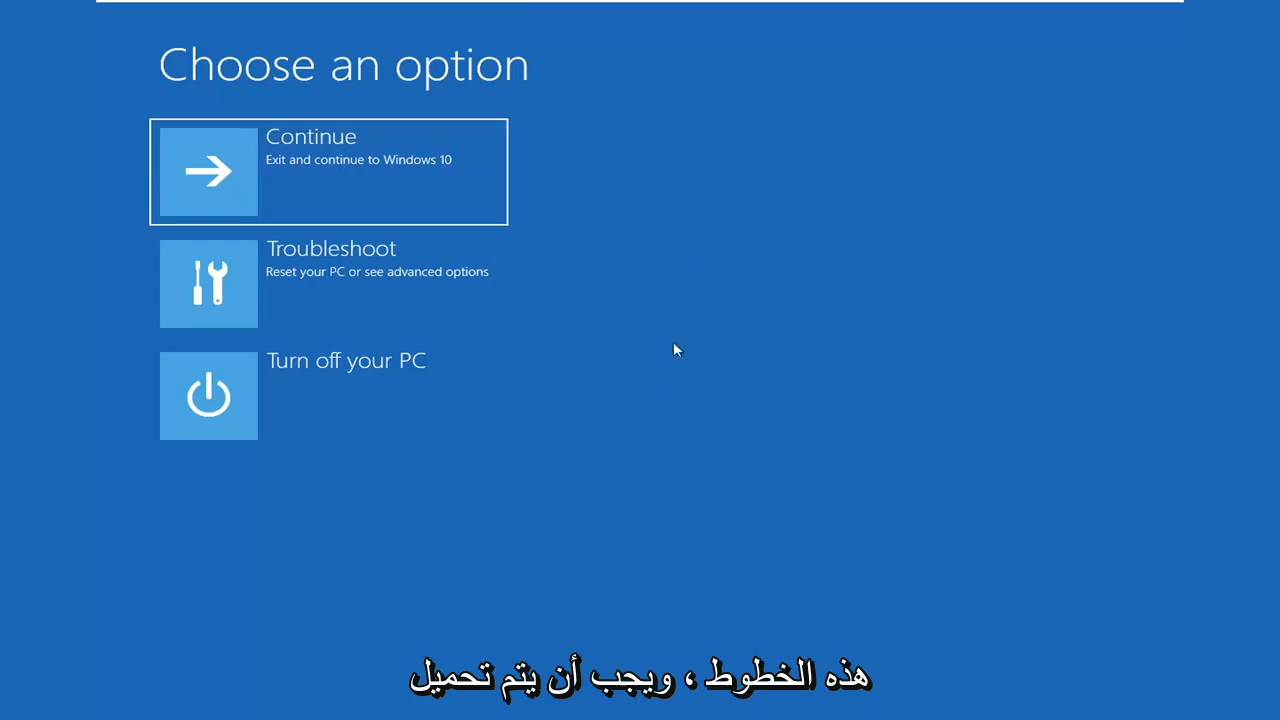 Choose an option
Continue
Exit and continue to Windows 10
Troubleshoot
Reset your PC or see advanced options
Turn off your PC
هذه الخطوط ، ويجب أن يتم تحميل